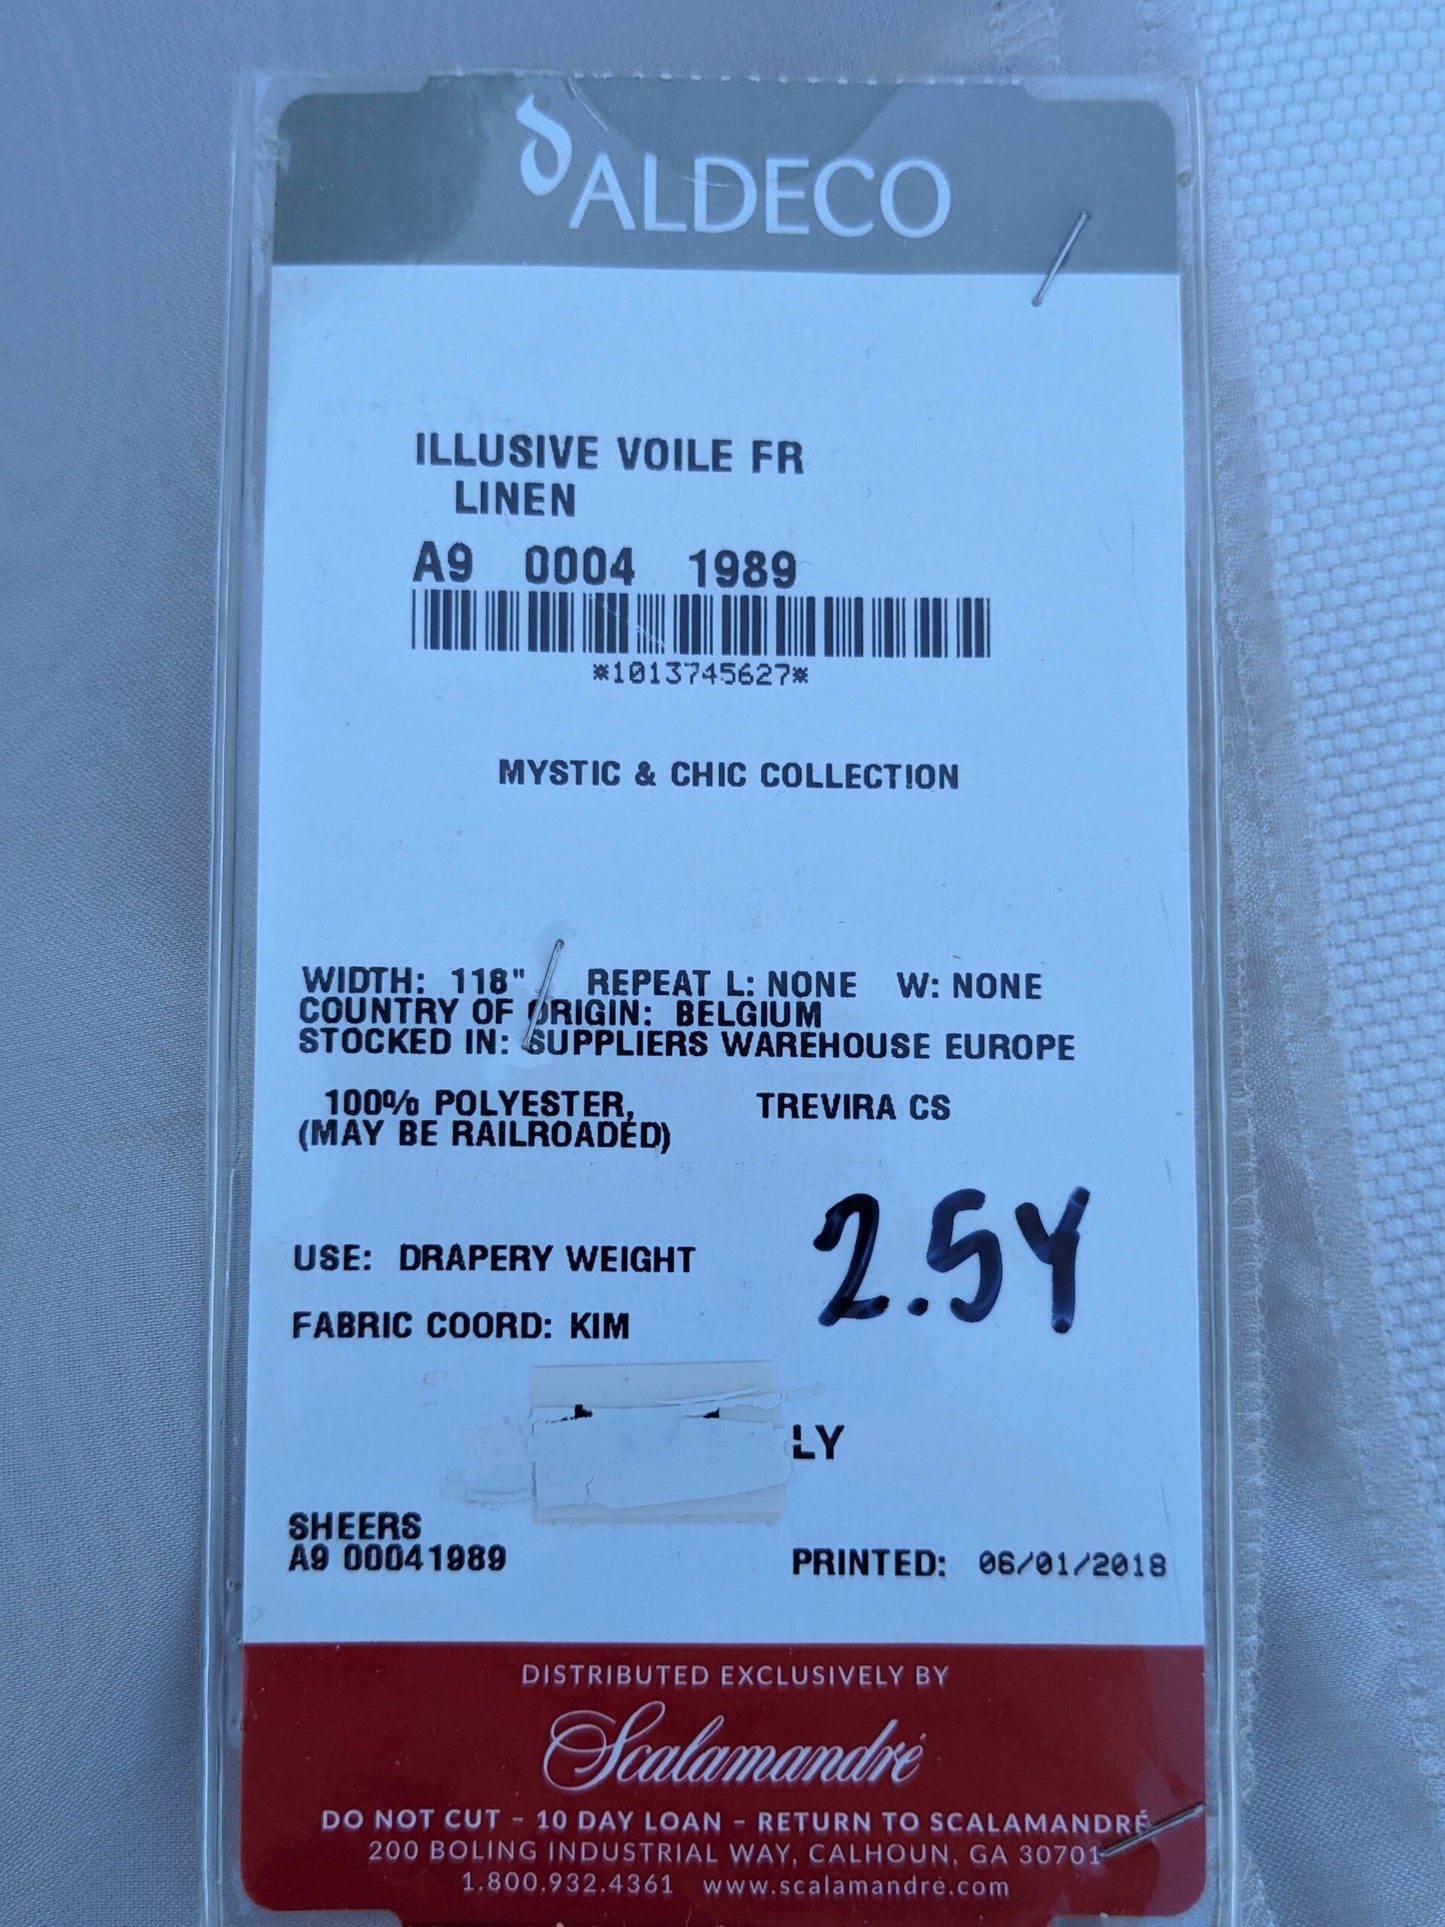 ALDECO
ILLUSIVE VOILE FR
LINEN
A9 0004 1989
*1013745627*
MYSTIC & CHIC COLLECTION
WIDTH: 118" REPEAT L: NONE W: NONE
COUNTRY OF ORIGIN: BELGIUM
STOCKED IN: SUPPLIERS WAREHOUSE EUROPE
100% POLYESTER, TREVIRA CS
(MAY BE RAILROADED)
2.5Y
USE: DRAPERY WEIGHT
FABRIC COORD: KIM
LY
SHEERS
A9 00041989
PRINTED: 06/01/2018
DISTRIBUTED EXCLUSIVELY BY
Scalamandré
DO NOT CUT – 10 DAY LOAN – RETURN TO SCALAMANDRÉ
200 BOLING INDUSTRIAL WAY, CALHOUN, GA 30701
1.800.932.4361 www.scalamandré.com